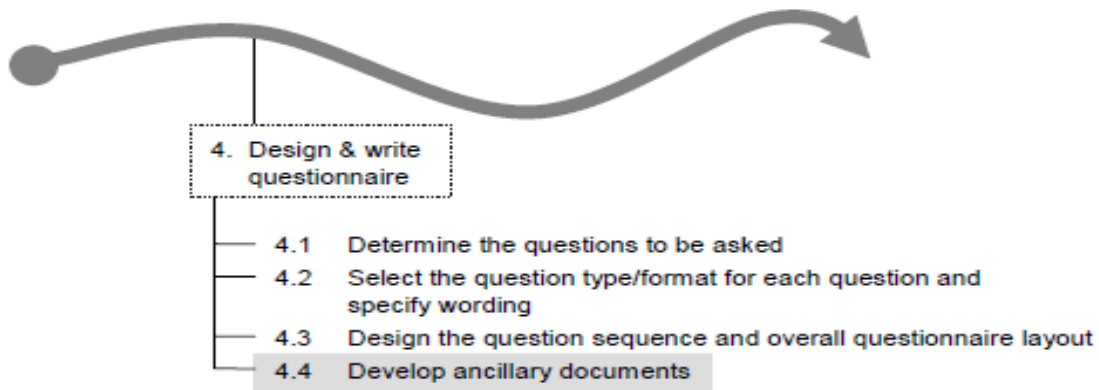 4. Design & write
questionnaire
4.1 Determine the questions to be asked
4.2 Select the question type/format for each question and
specify wording
4.3 Design the question sequence and overall questionnaire layout
4.4 Develop ancillary documents